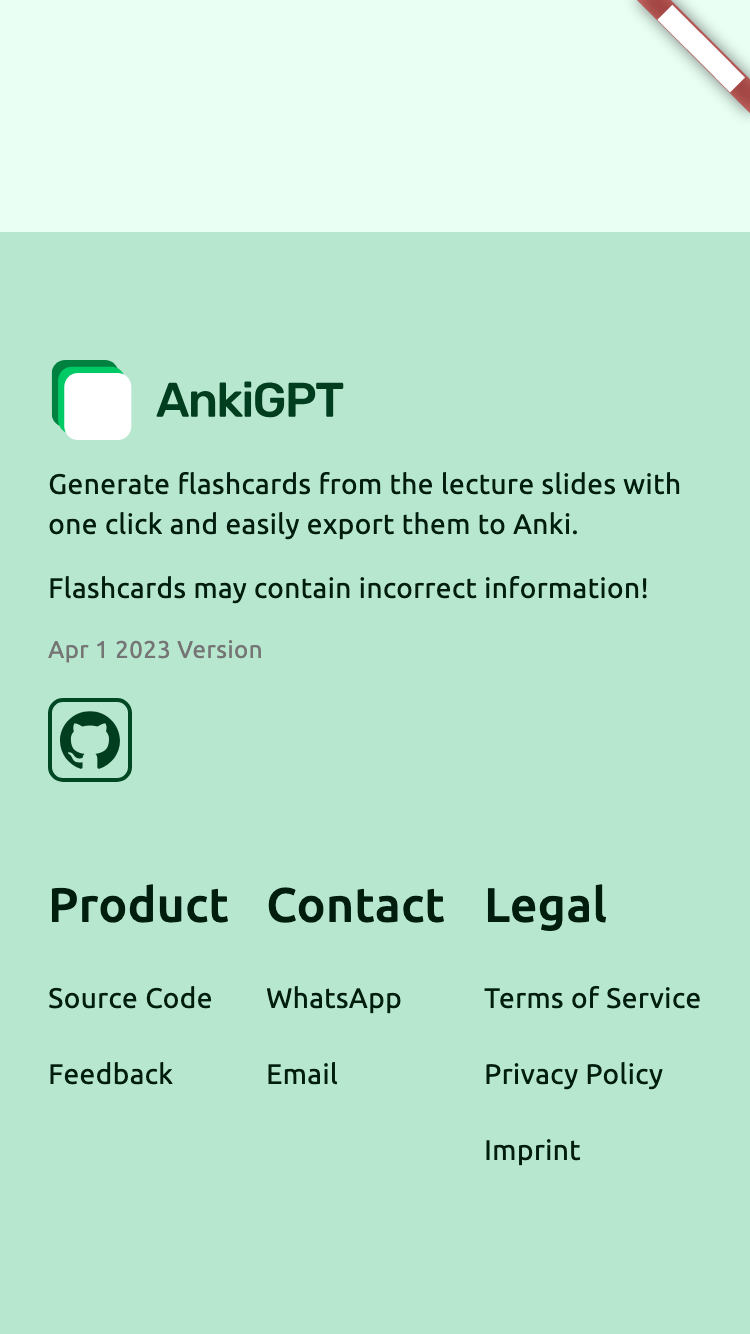 AnkiGPT
Generate flashcards from the lecture slides with
one click and easily export them to Anki.
Flashcards may contain incorrect information!
Apr 1 2023 Version
Product
Source Code
Feedback
Contact
WhatsApp
Email
Legal
Terms of Service
Privacy Policy
Imprint